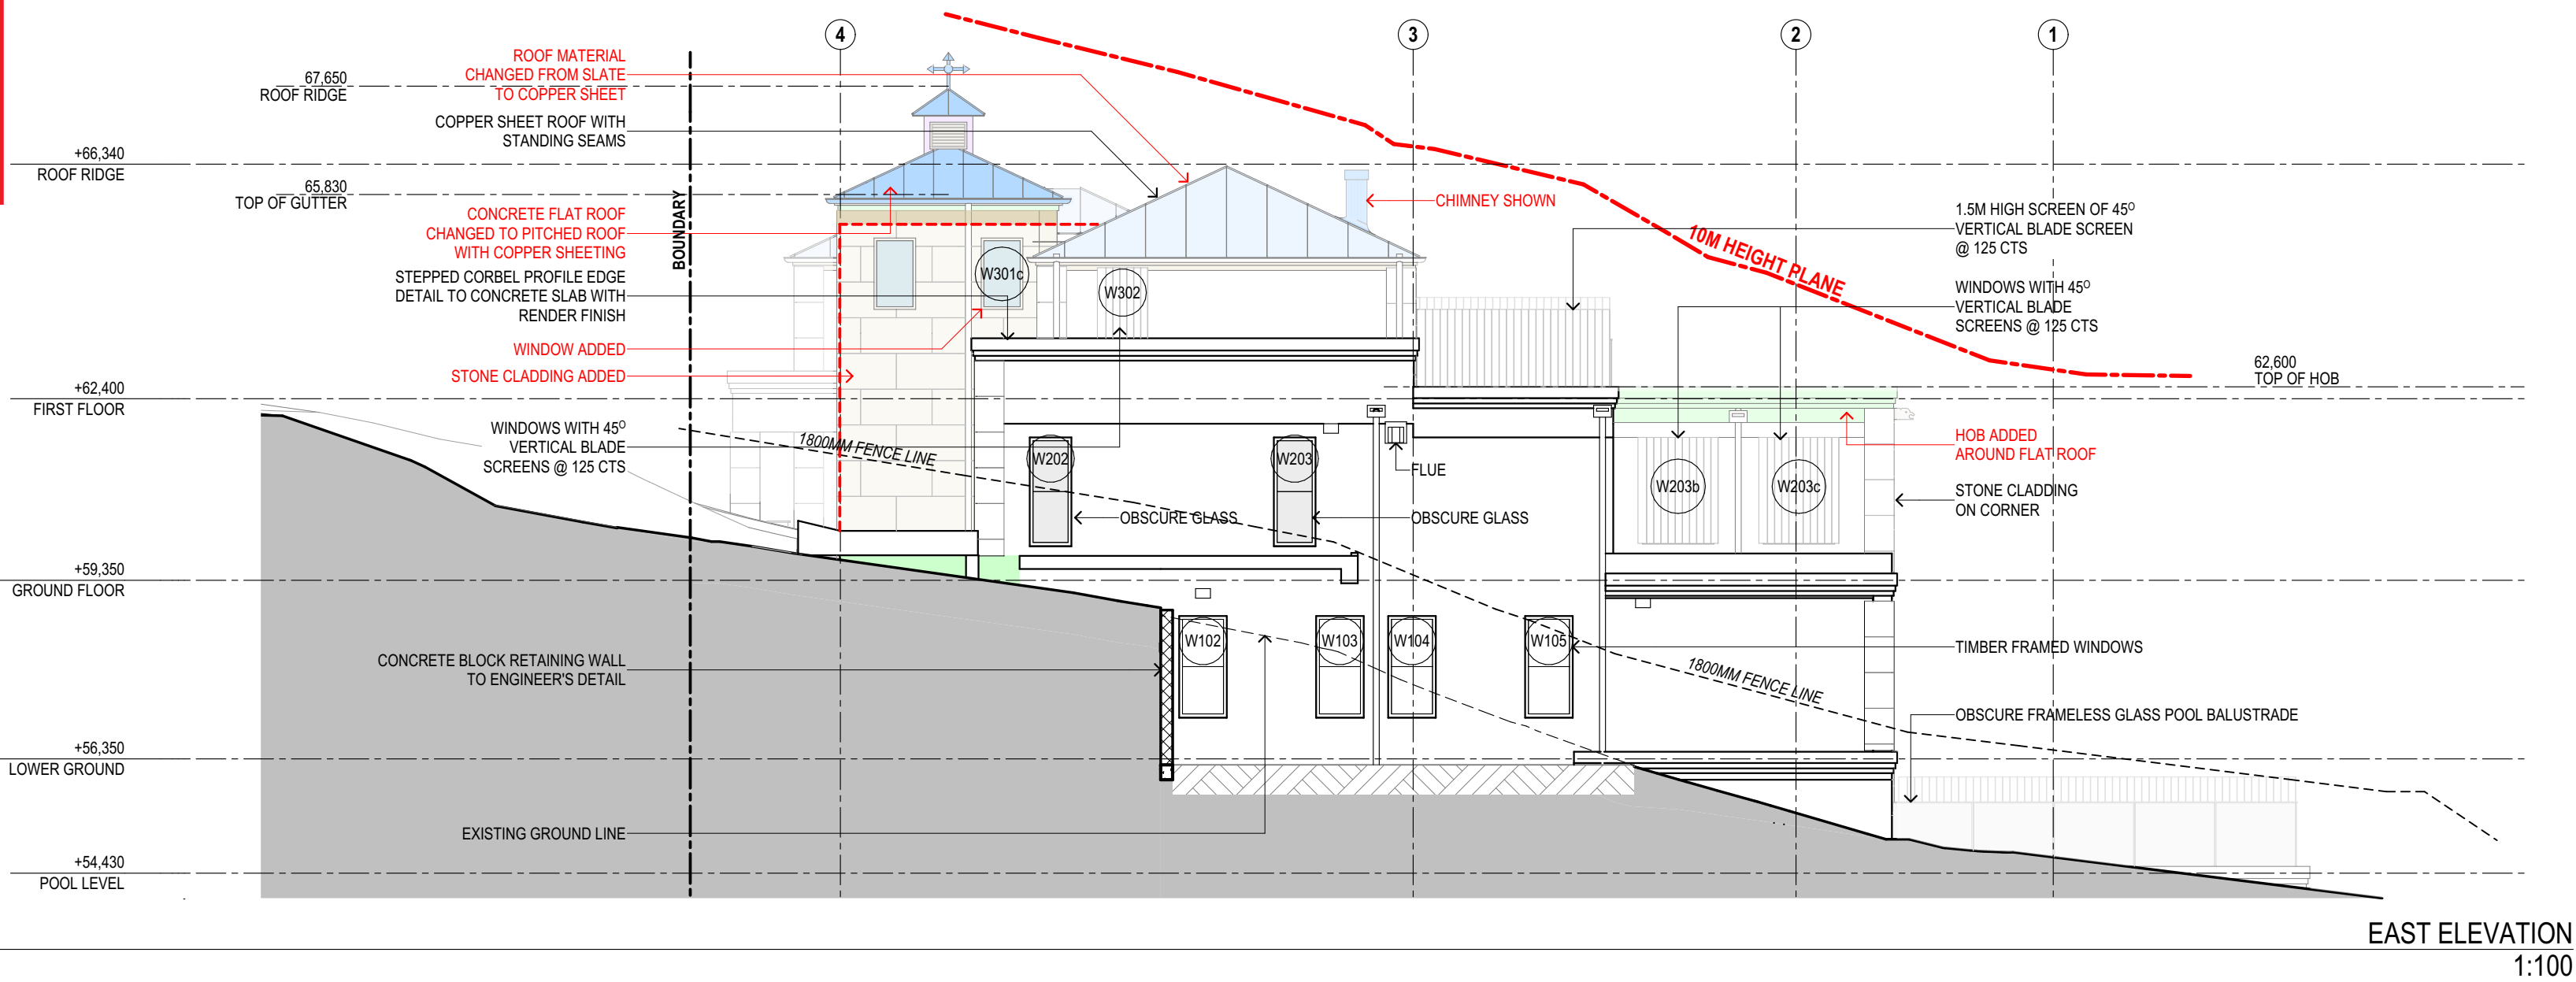 4
3
2
1
ROOF MATERIAL
CHANGED FROM SLATE
TO COPPER SHEET
67,650
ROOF RIDGE
COPPER SHEET ROOF WITH
STANDING SEAMS
+66,340
ROOF RIDGE
65,830
TOP OF GUTTER
BOUNDARY
CONCRETE FLAT ROOF
CHANGED TO PITCHED ROOF
WITH COPPER SHEETING
CHIMNEY SHOWN
10M HEIGHT PLANE
1.5M HIGH SCREEN OF 45⁰
VERTICAL BLADE SCREEN
@ 125 CTS
STEPPED CORBEL PROFILE EDGE
DETAIL TO CONCRETE SLAB WITH
RENDER FINISH
W301c
W302
WINDOWS WITH 45⁰
VERTICAL BLADE
SCREENS @ 125 CTS
WINDOW ADDED
STONE CLADDING ADDED
62,600
TOP OF HOB
+62,400
FIRST FLOOR
WINDOWS WITH 45⁰
VERTICAL BLADE
SCREENS @ 125 CTS
1800MM FENCE LINE
W202
W203
FLUE
W203b
W203c
HOB ADDED
AROUND FLAT ROOF
STONE CLADDING
ON CORNER
OBSCURE GLASS
OBSCURE GLASS
+59,350
GROUND FLOOR
W102
W103
W104
W105
TIMBER FRAMED WINDOWS
CONCRETE BLOCK RETAINING WALL
TO ENGINEER'S DETAIL
1800MM FENCE LINE
OBSCURE FRAMELESS GLASS POOL BALUSTRADE
+56,350
LOWER GROUND
EXISTING GROUND LINE
+54,430
POOL LEVEL
EAST ELEVATION
1:100